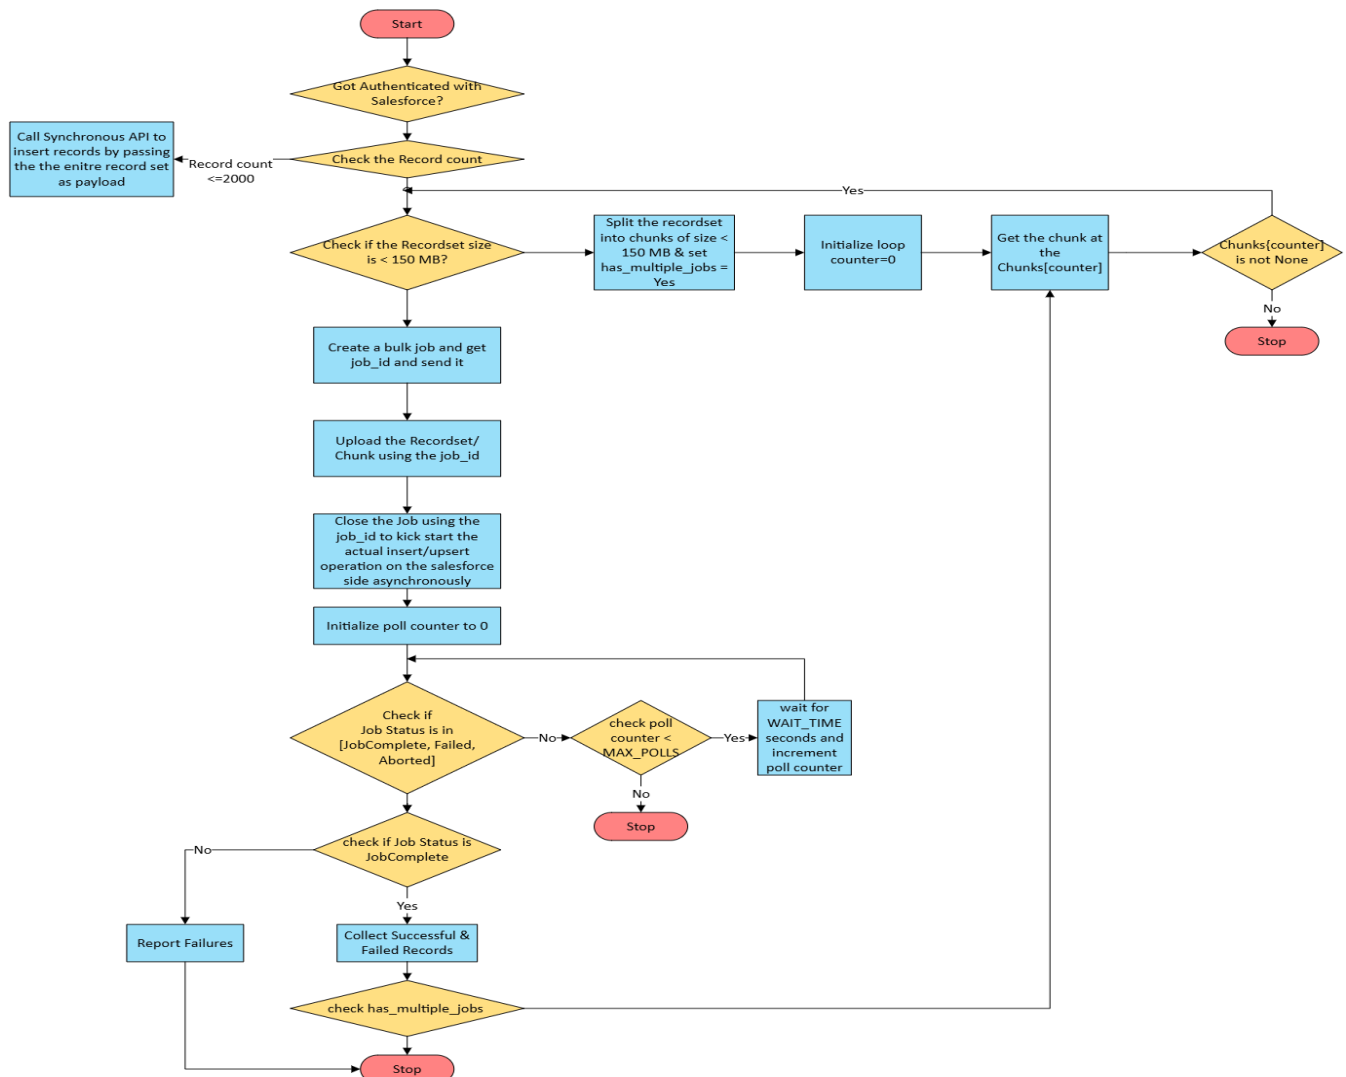 Start
Got Authenticated with
Salesforce?
Call Synchronous API to
insert records by passing
the the enitre record set
as payload
Record count
<=2000
Check the Record count
Yes
Check if the Recordset size
is < 150 MB?
Split the recordset
into chunks of size <
150 MB & set
has_multiple_jobs =
Yes
Initialize loop
counter=0
Get the chunk at
the
Chunks[counter]
Chunks{counter]
is not None
No
Stop
Create a bulk job and get
job_id and send it
Upload the Recordset/
Chunk using the job_id
Close the Job using the
job_id to kick start the
actual insert/upsert
operation on the salesforce
side asynchronously
Initialize poll counter to 0
Check if
Job Status is in
[JobComplete, Failed,
Aborted]
No
check poll
counter <
MAX_POLLS
Yes
wait for
WAIT_TIME
seconds and
increment
poll counter
No
Stop
check if Job Status is
JobComplete
No
Yes
Report Failures
Collect Successful &
Failed Records
check has_multiple_jobs
Stop